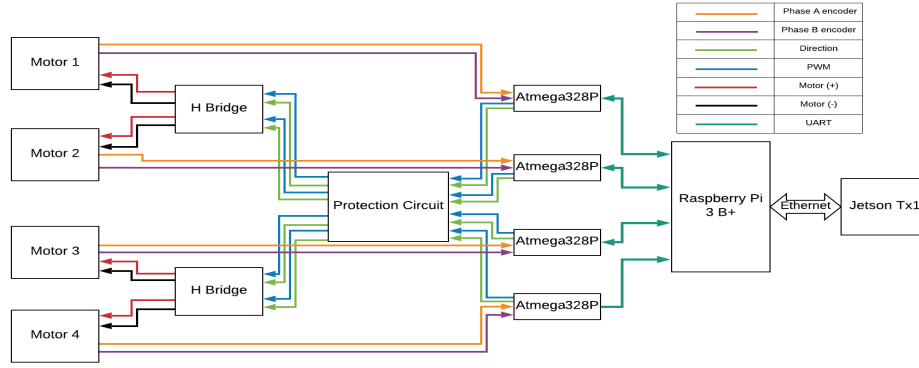 Phase A encoder
Phase B encoder
Direction
PWM
Motor (+)
Motor (-)
UART
Motor 1
H Bridge
Atmega328P
Motor 2
Atmega328P
Protection Circuit
Raspberry Pi
3 B+
Ethernet
Jetson Tx1
Motor 3
Atmega328P
H Bridge
Atmega328P
Motor 4